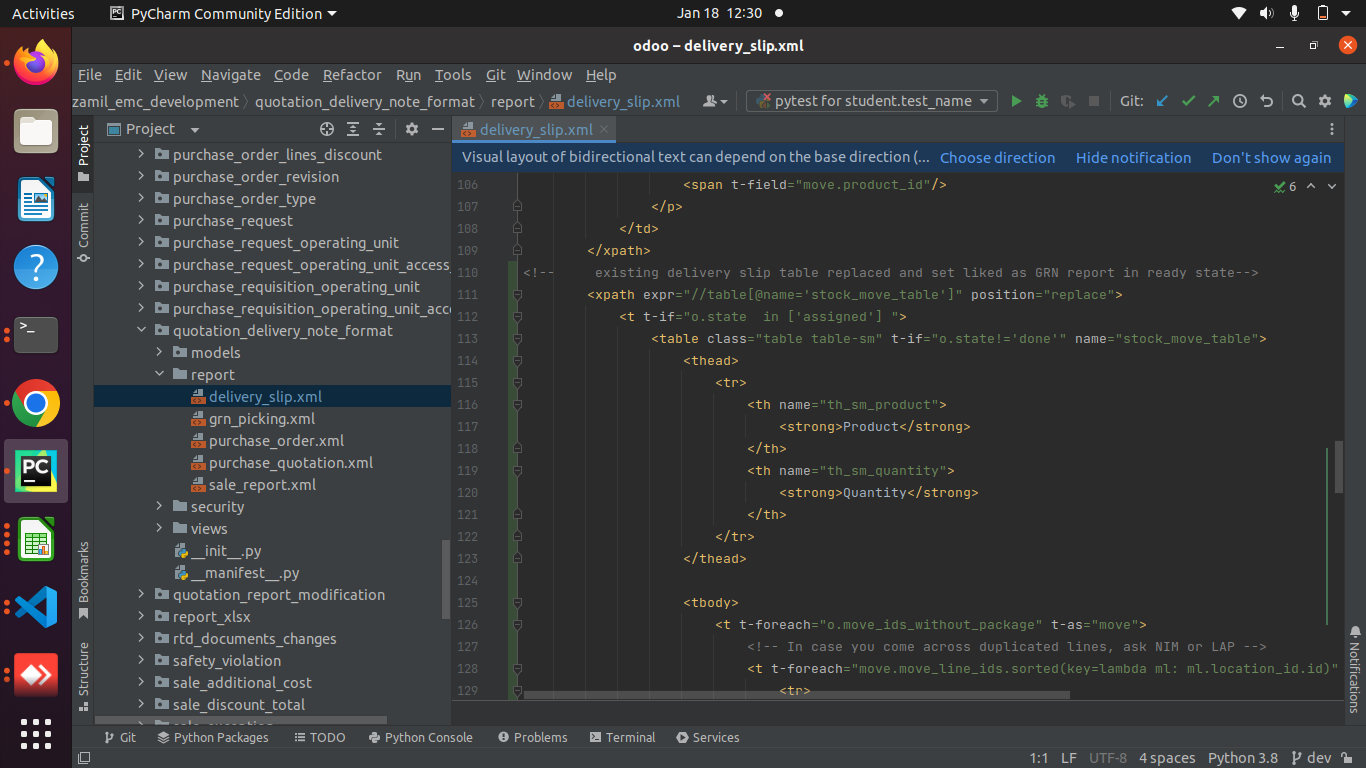 Activities
PyCharm Community Edition
Jan 18 12:30
odoo – delivery_slip.xml
File Edit View Navigate Code Refactor Run Tools Git Window Help
zamil_emc_development quotation_delivery_note_format report delivery_slip.xml
pytest for student.test_name
Git:
Project
delivery_slip.xml
Visual layout of bidirectional text can depend on the base direction (... Choose direction Hide notification Don't show again
Project
Commit
Bookmarks
Structure
Notifications
purchase_order_lines_discount
purchase_order_revision
purchase_order_type
purchase_request
purchase_request_operating_unit
purchase_request_operating_unit_access_
purchase_requisition_operating_unit
purchase_requisition_operating_unit_acce
quotation_delivery_note_format
models
report
delivery_slip.xml
grn_picking.xml
purchase_order.xml
purchase_quotation.xml
sale_report.xml
security
views
__init__.py
__manifest__.py
quotation_report_modification
report_xlsx
rtd_documents_changes
safety_violation
sale_additional_cost
sale_discount_total
6
106 <span t-field="move.product_id"/>
107 </p>
108 </td>
109 </xpath>
110 <!-- existing delivery slip table replaced and set liked as GRN report in ready state-->
111 <xpath expr="//table[@name='stock_move_table']" position="replace">
112 <t t-if="o.state  in ['assigned'] ">
113 <table class="table table-sm" t-if="o.state!='done'" name="stock_move_table">
114 <thead>
115 <tr>
116 <th name="th_sm_product">
117 <strong>Product</strong>
118 </th>
119 <th name="th_sm_quantity">
120 <strong>Quantity</strong>
121 </th>
122 </tr>
123 </thead>
124
125 <tbody>
126 <t t-foreach="o.move_ids_without_package" t-as="move">
127 <!-- In case you come across duplicated lines, ask NIM or LAP -->
128 <t t-foreach="move.move_line_ids.sorted(key=lambda ml: ml.location_id.id)"
129 <tr>
Git Python Packages TODO Python Console Problems Terminal Services
1:1 LF UTF-8 4 spaces Python 3.8 dev